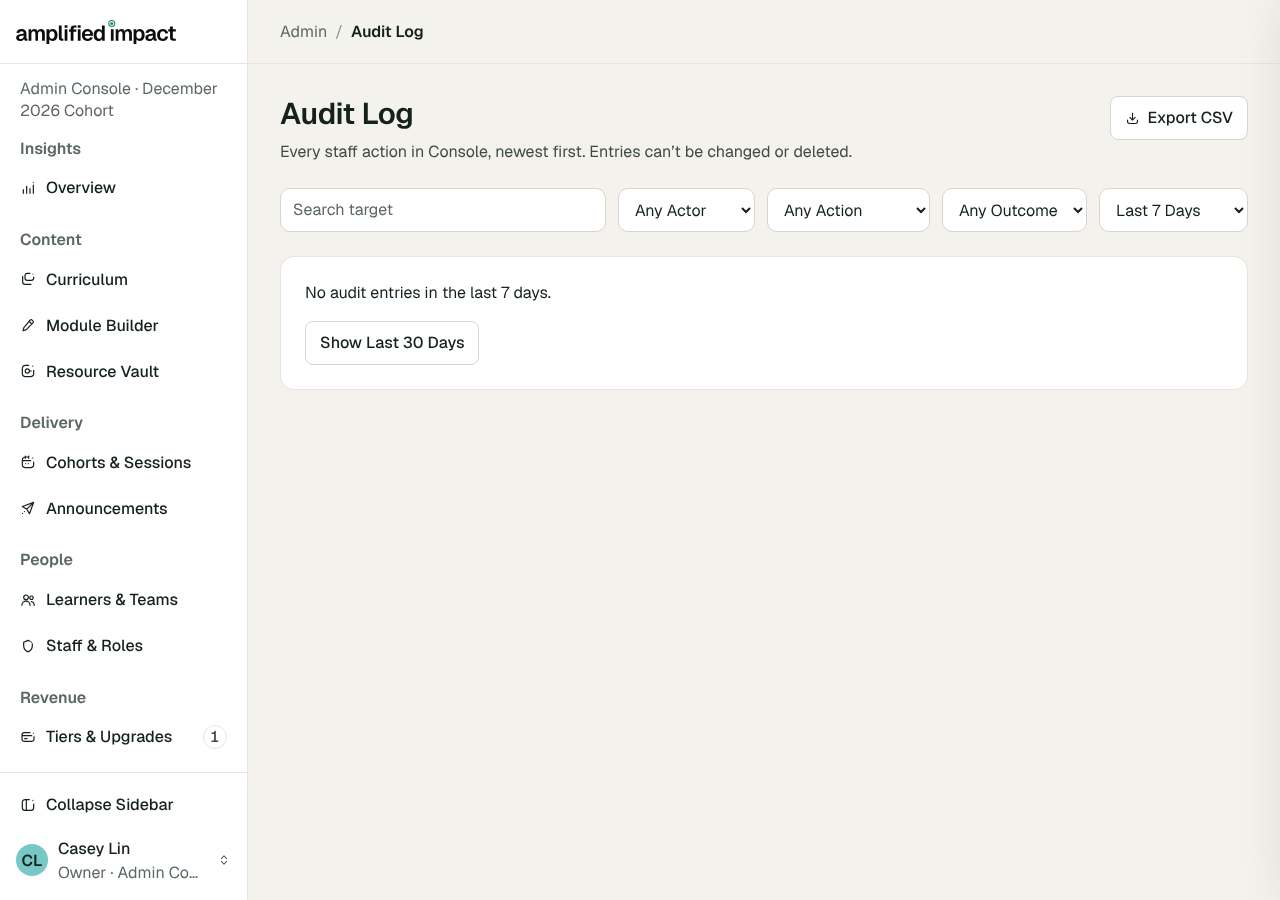 amplified impact
Admin Console · December
2026 Cohort
Insights
Overview
Content
Curriculum
Module Builder
Resource Vault
Delivery
Cohorts & Sessions
Announcements
People
Learners & Teams
Staff & Roles
Revenue
Tiers & Upgrades 1
Collapse Sidebar
CL
Casey Lin
Owner · Admin Co...
Admin / Audit Log
Audit Log
Export CSV
Every staff action in Console, newest first. Entries can’t be changed or deleted.
Search target Any Actor Any Action Any Outcome Last 7 Days
No audit entries in the last 7 days.
Show Last 30 Days